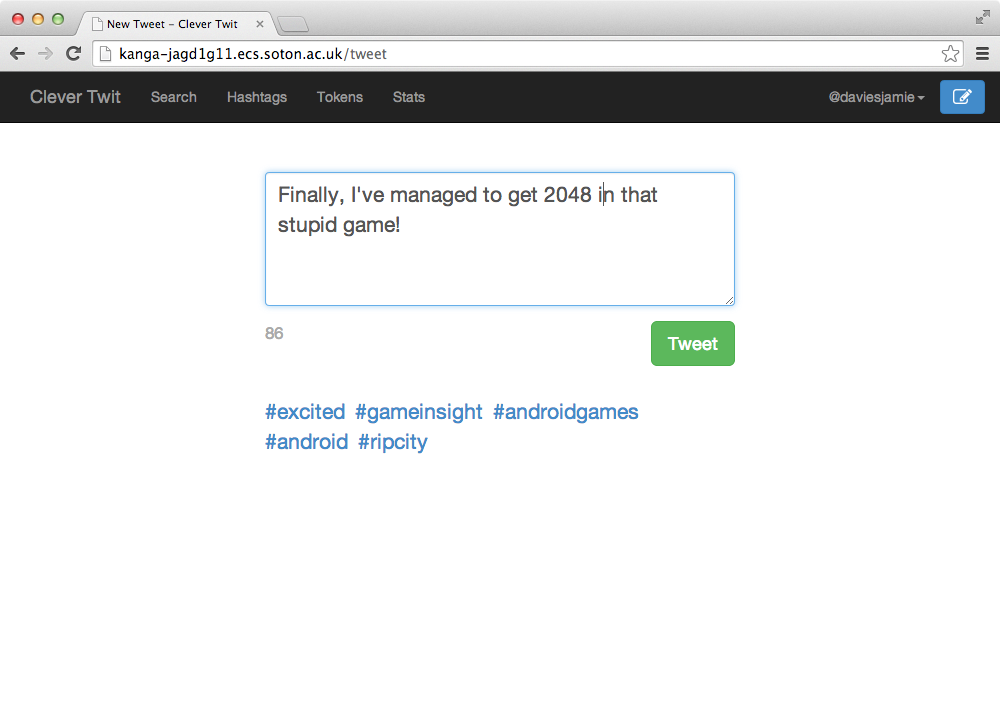 New Tweet – Clever Twit
kanga-jagd1g11.ecs.soton.ac.uk/tweet
Clever Twit Search Hashtags Tokens Stats @daviesjamie
Finally, I've managed to get 2048 in that
stupid game!
86
Tweet
#excited #gameinsight #androidgames
#android #ripcity